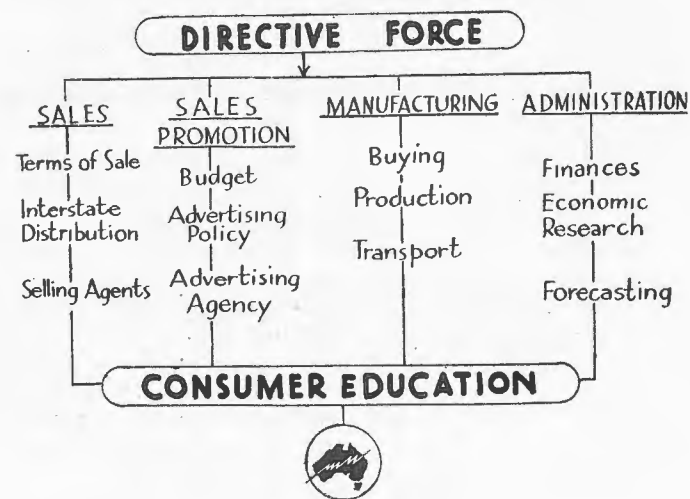 DIRECTIVE FORCE
SALES
Terms of Sale
Interstate
Distribution
Selling Agents
SALES
PROMOTION
Budget
Advertising
Policy
Advertising
Agency
MANUFACTURING
Buying
Production
Transport
ADMINISTRATION
Finances
Economic
Research
Forecasting
CONSUMER EDUCATION